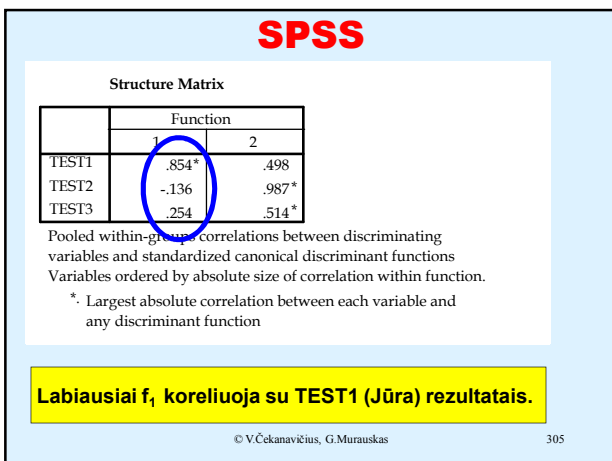 SPSS
Structure Matrix
Function
1 2
TEST1 .854* .498
TEST2 -.136 .987*
TEST3 .254 .514*
Pooled within-groups correlations between discriminating
variables and standardized canonical discriminant functions
Variables ordered by absolute size of correlation within function.
*. Largest absolute correlation between each variable and
any discriminant function
Labiausiai f₁ koreliuoja su TEST1 (Jūra) rezultatais.
© V.Čekanavičius, G.Murauskas 305